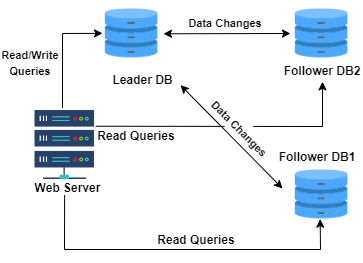 Data Changes
Read/Write
Queries
Leader DB
Follower DB2
Data Changes
Read Queries
Follower DB1
Web Server
Read Queries